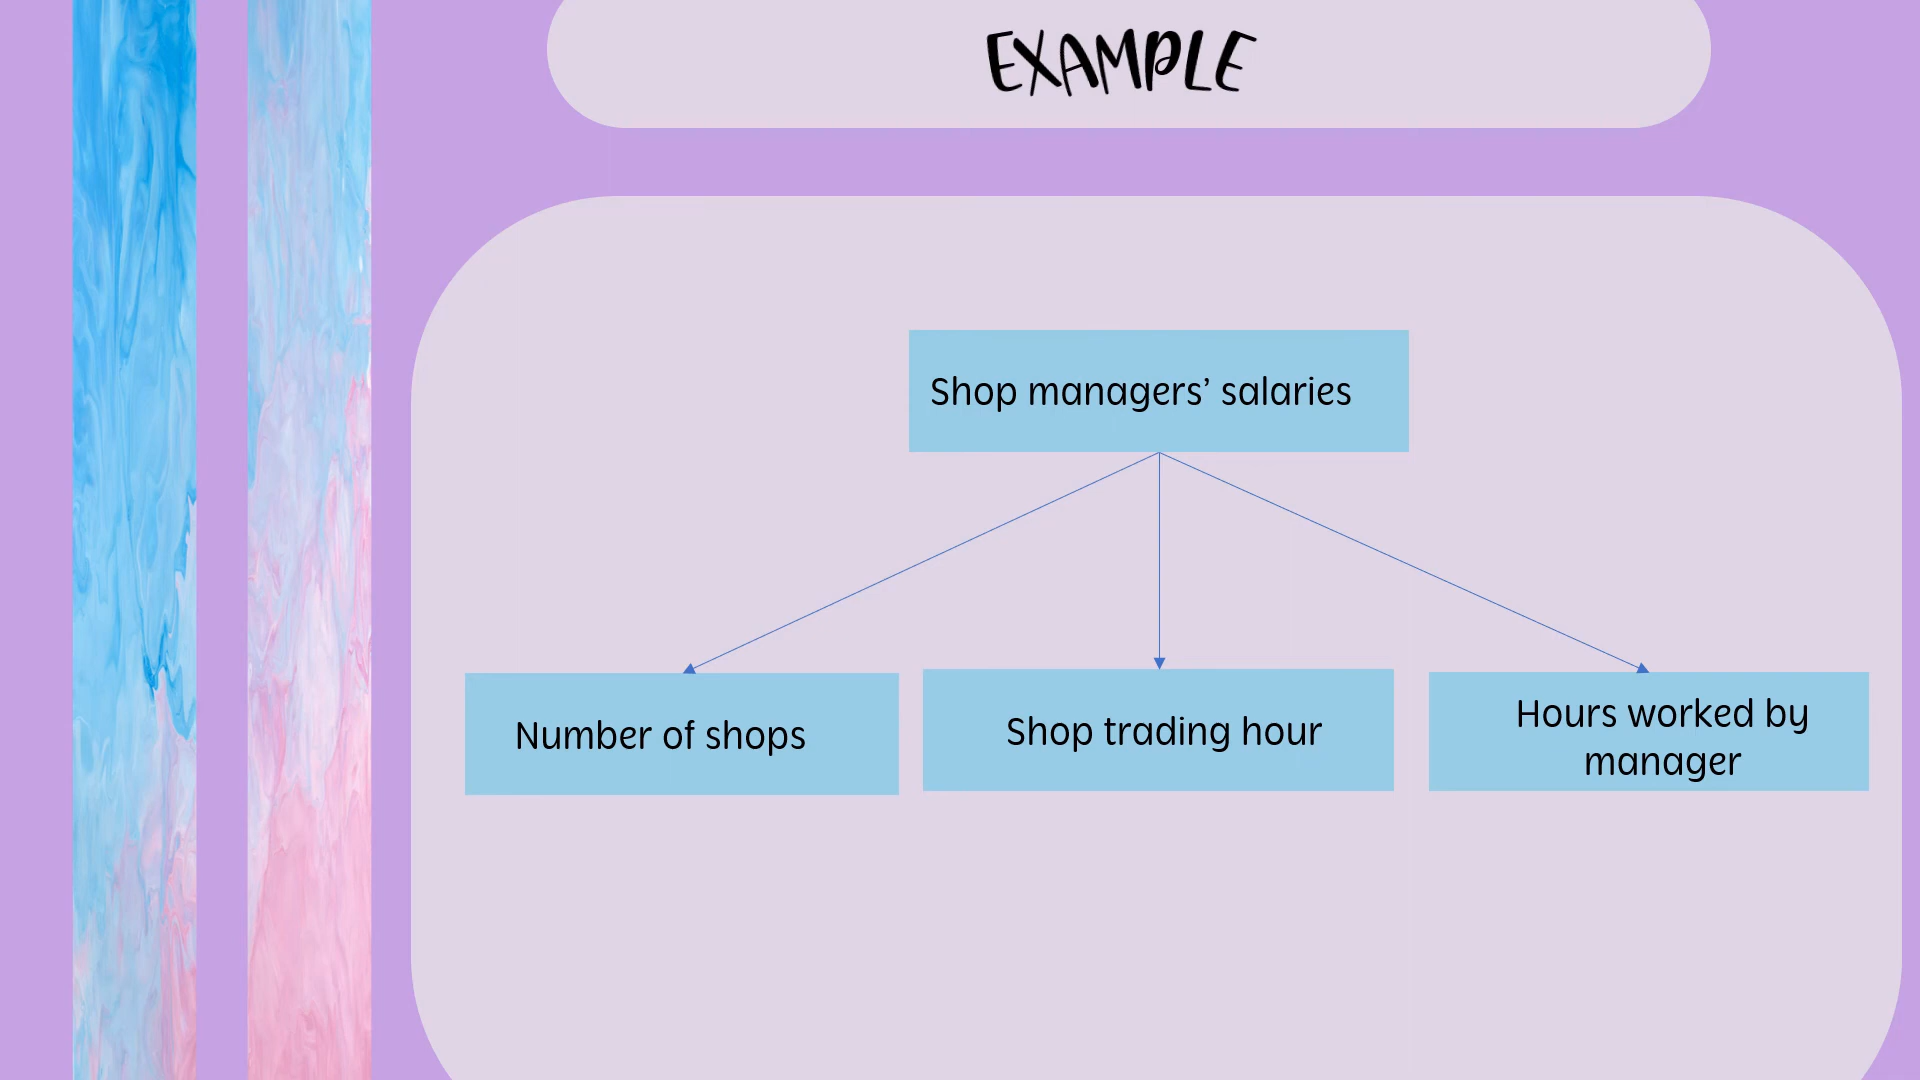 EXAMPLE
Shop managers’ salaries
Number of shops
Shop trading hour
Hours worked by
manager